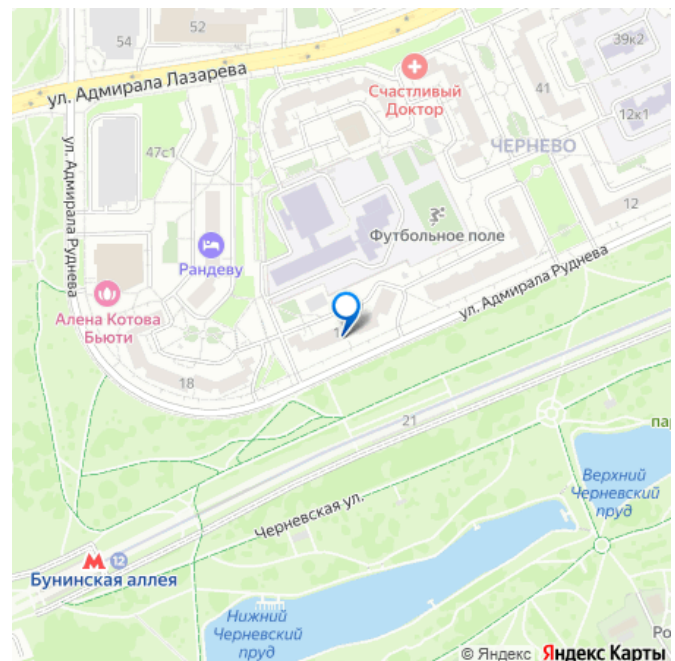 54
52
39к2
ул. Адмирала Лазарева
Счастливый
Доктор
41
12к1
47с1
ЧЕРНЕВО
ул. Адмирала Руднева
12
Футбольное поле
Рандеву
ул. Адмирала Руднева
Алена Котова
Бьюти
18
21
пар
Верхний
Черневский
пруд
Черневская ул.
М 12
Бунинская аллея
Нижний
Черневский
пруд
Ро
© Яндекс Яндекс Карты